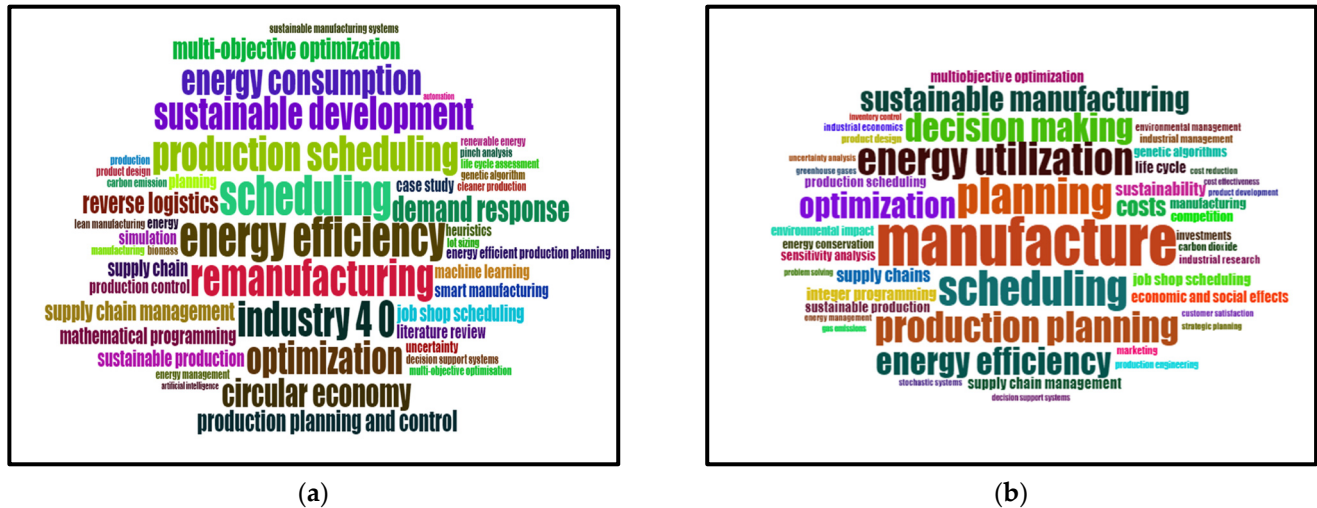 sustainable manufacturing systems
multi-objective optimization
energy consumption
automation
sustainable development
production scheduling
renewable energy
pinch analysis
life cycle assessment
production
product design
genetic algorithm
carbon emission
planning
scheduling
case study
cleaner production
reverse logistics
demand response
lean manufacturing
energy
energy efficiency
heuristics
simulation
lot sizing
manufacturing
biomass
energy efficient production planning
supply chain
remanufacturing
machine learning
production control
smart manufacturing
supply chain management
industry 4 0
job shop scheduling
mathematical programming
literature review
sustainable production
optimization
uncertainty
decision support systems
multi-objective optimisation
energy management
artificial intelligence
circular economy
production planning and control
(a)
multiobjective optimization
sustainable manufacturing
inventory control
industrial economics
decision making
environmental management
product design
industrial management
uncertainty analysis
energy utilization
genetic algorithms
greenhouse gases
life cycle
cost reduction
production scheduling
planning
cost effectiveness
sustainability
product development
optimization
costs
manufacturing
competition
environmental impact
manufacture
investments
energy conservation
carbon dioxide
sensitivity analysis
industrial research
problem solving
supply chains
scheduling
job shop scheduling
integer programming
economic and social effects
sustainable production
energy management
production planning
customer satisfaction
gas emissions
strategic planning
energy efficiency
marketing
production engineering
stochastic systems
supply chain management
decision support systems
(b)